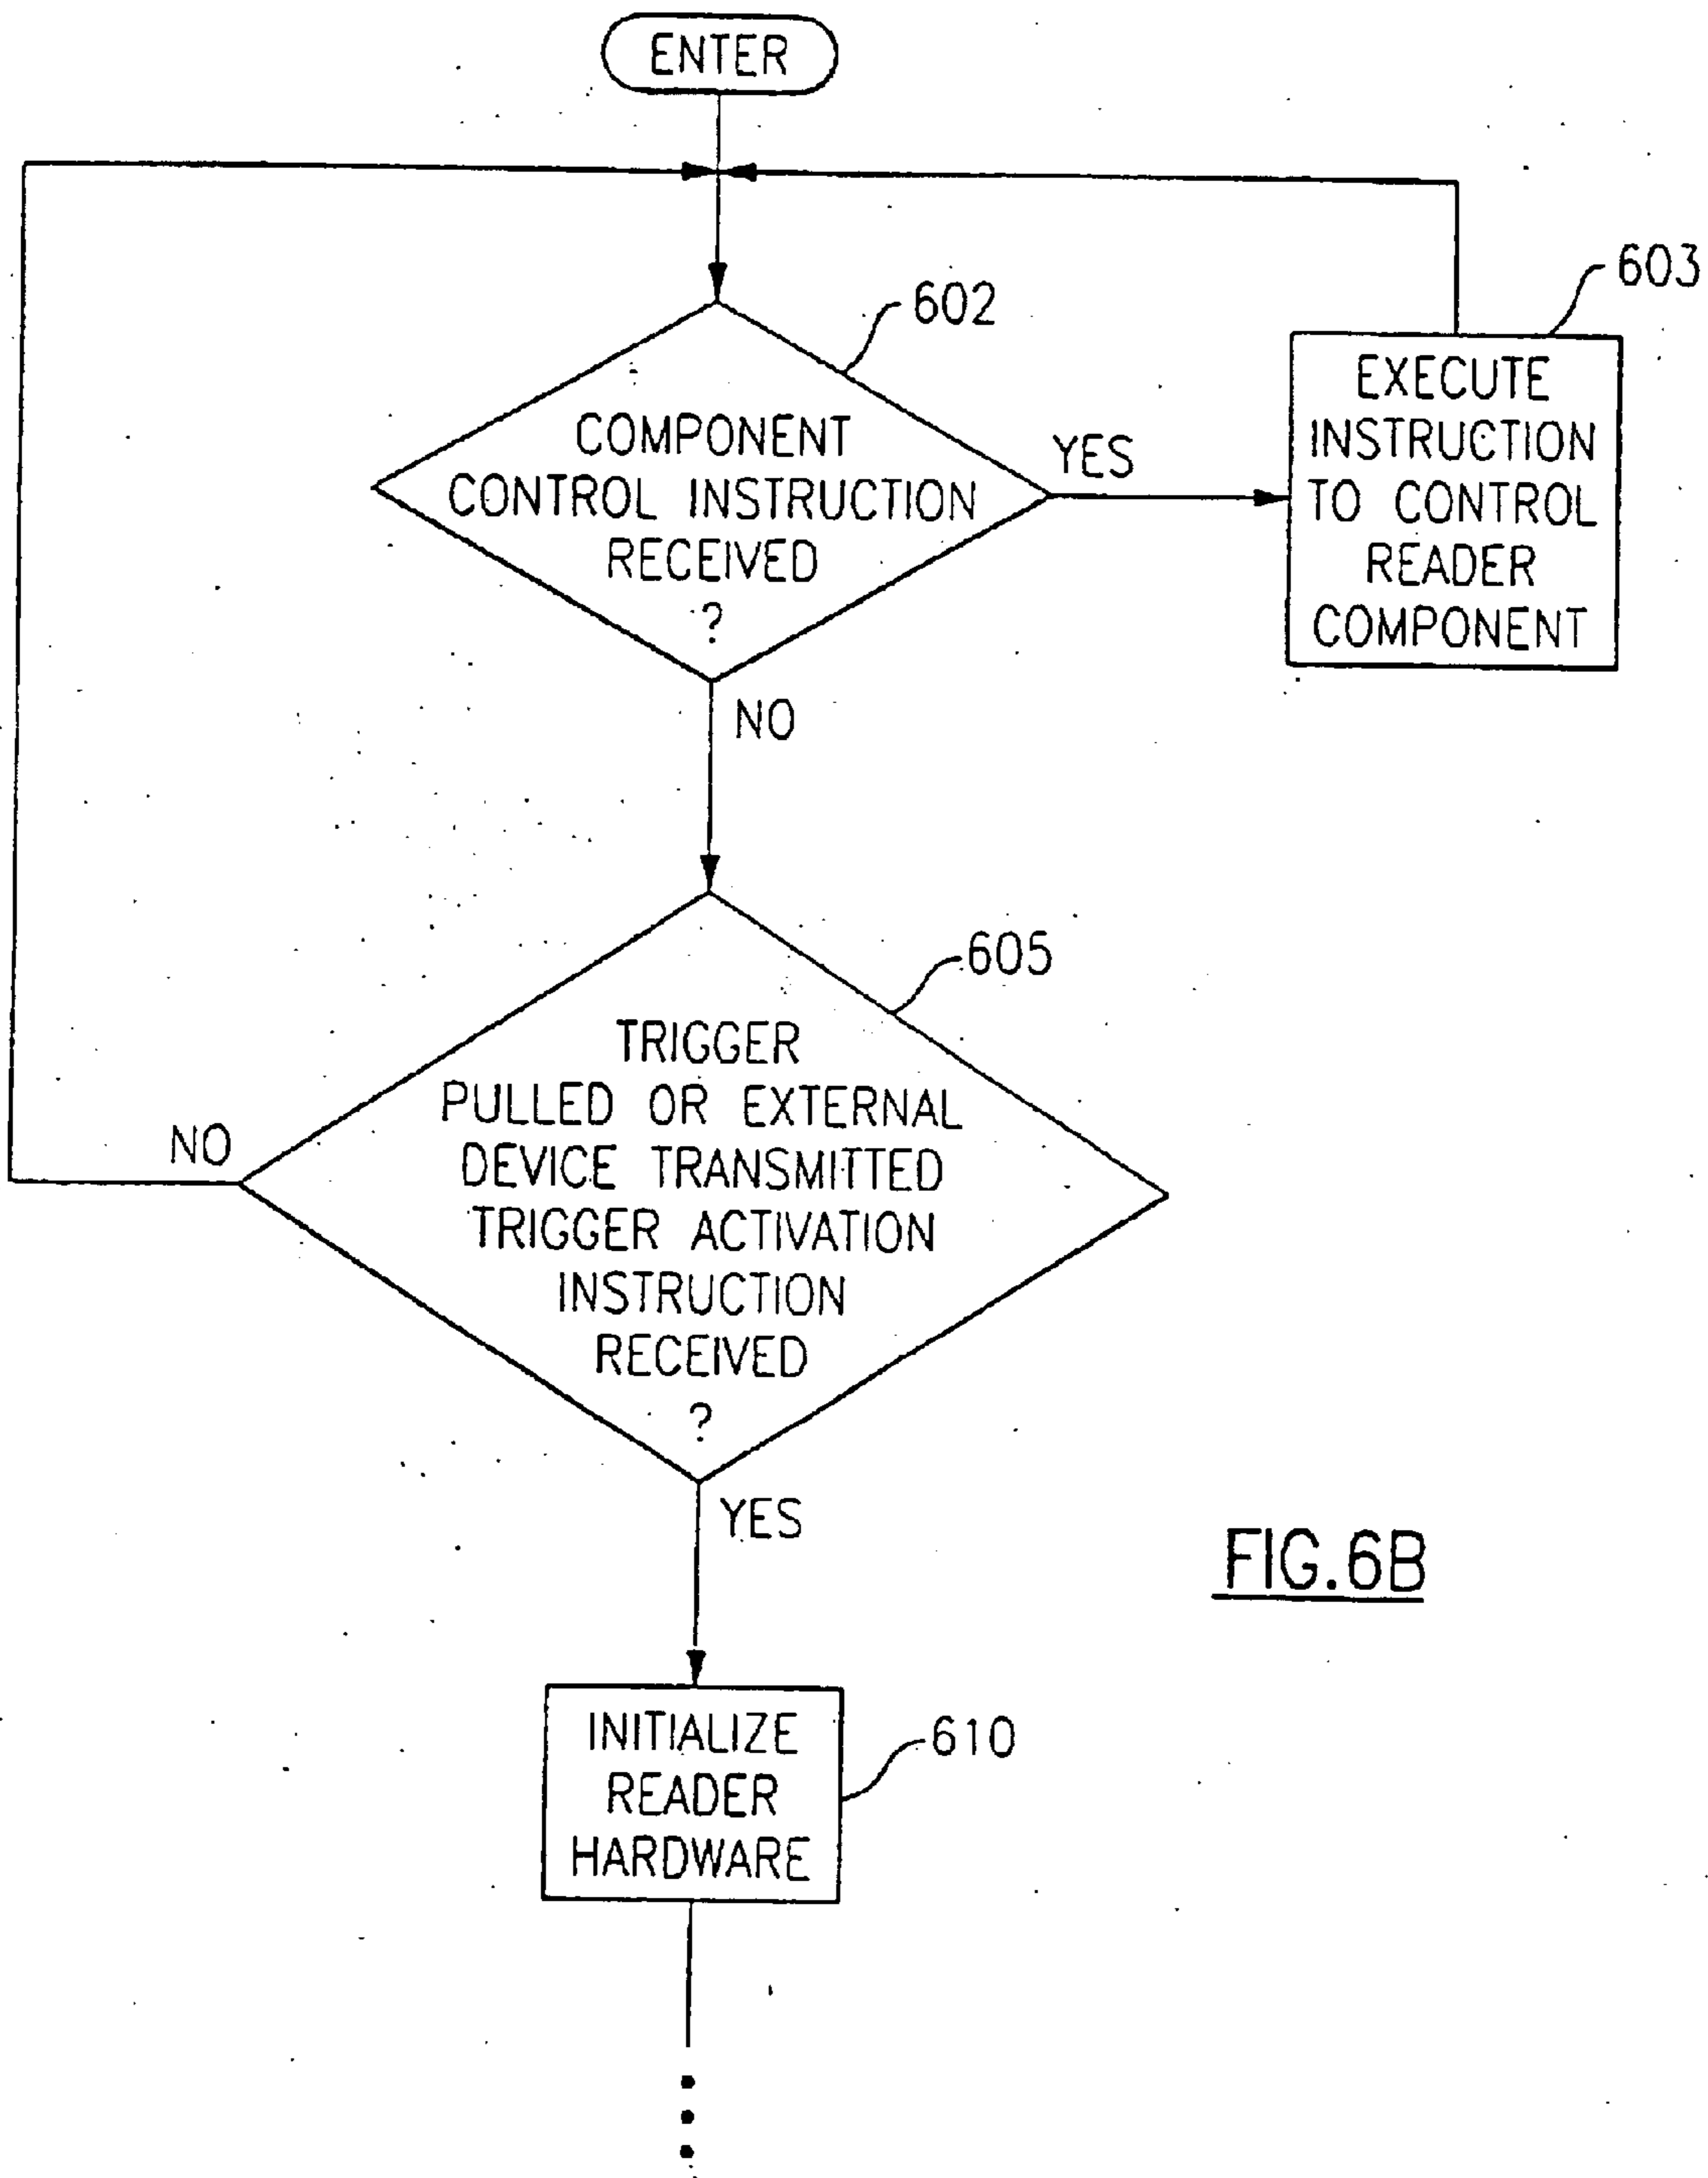 ENTER
602
603
COMPONENT
CONTROL INSTRUCTION
RECEIVED
?
YES
EXECUTE
INSTRUCTION
TO CONTROL
READER
COMPONENT
NO
605
TRIGGER
PULLED OR EXTERNAL
DEVICE TRANSMITTED
TRIGGER ACTIVATION
INSTRUCTION
RECEIVED
?
NO
YES
FIG.6B
INITIALIZE
READER
HARDWARE
610